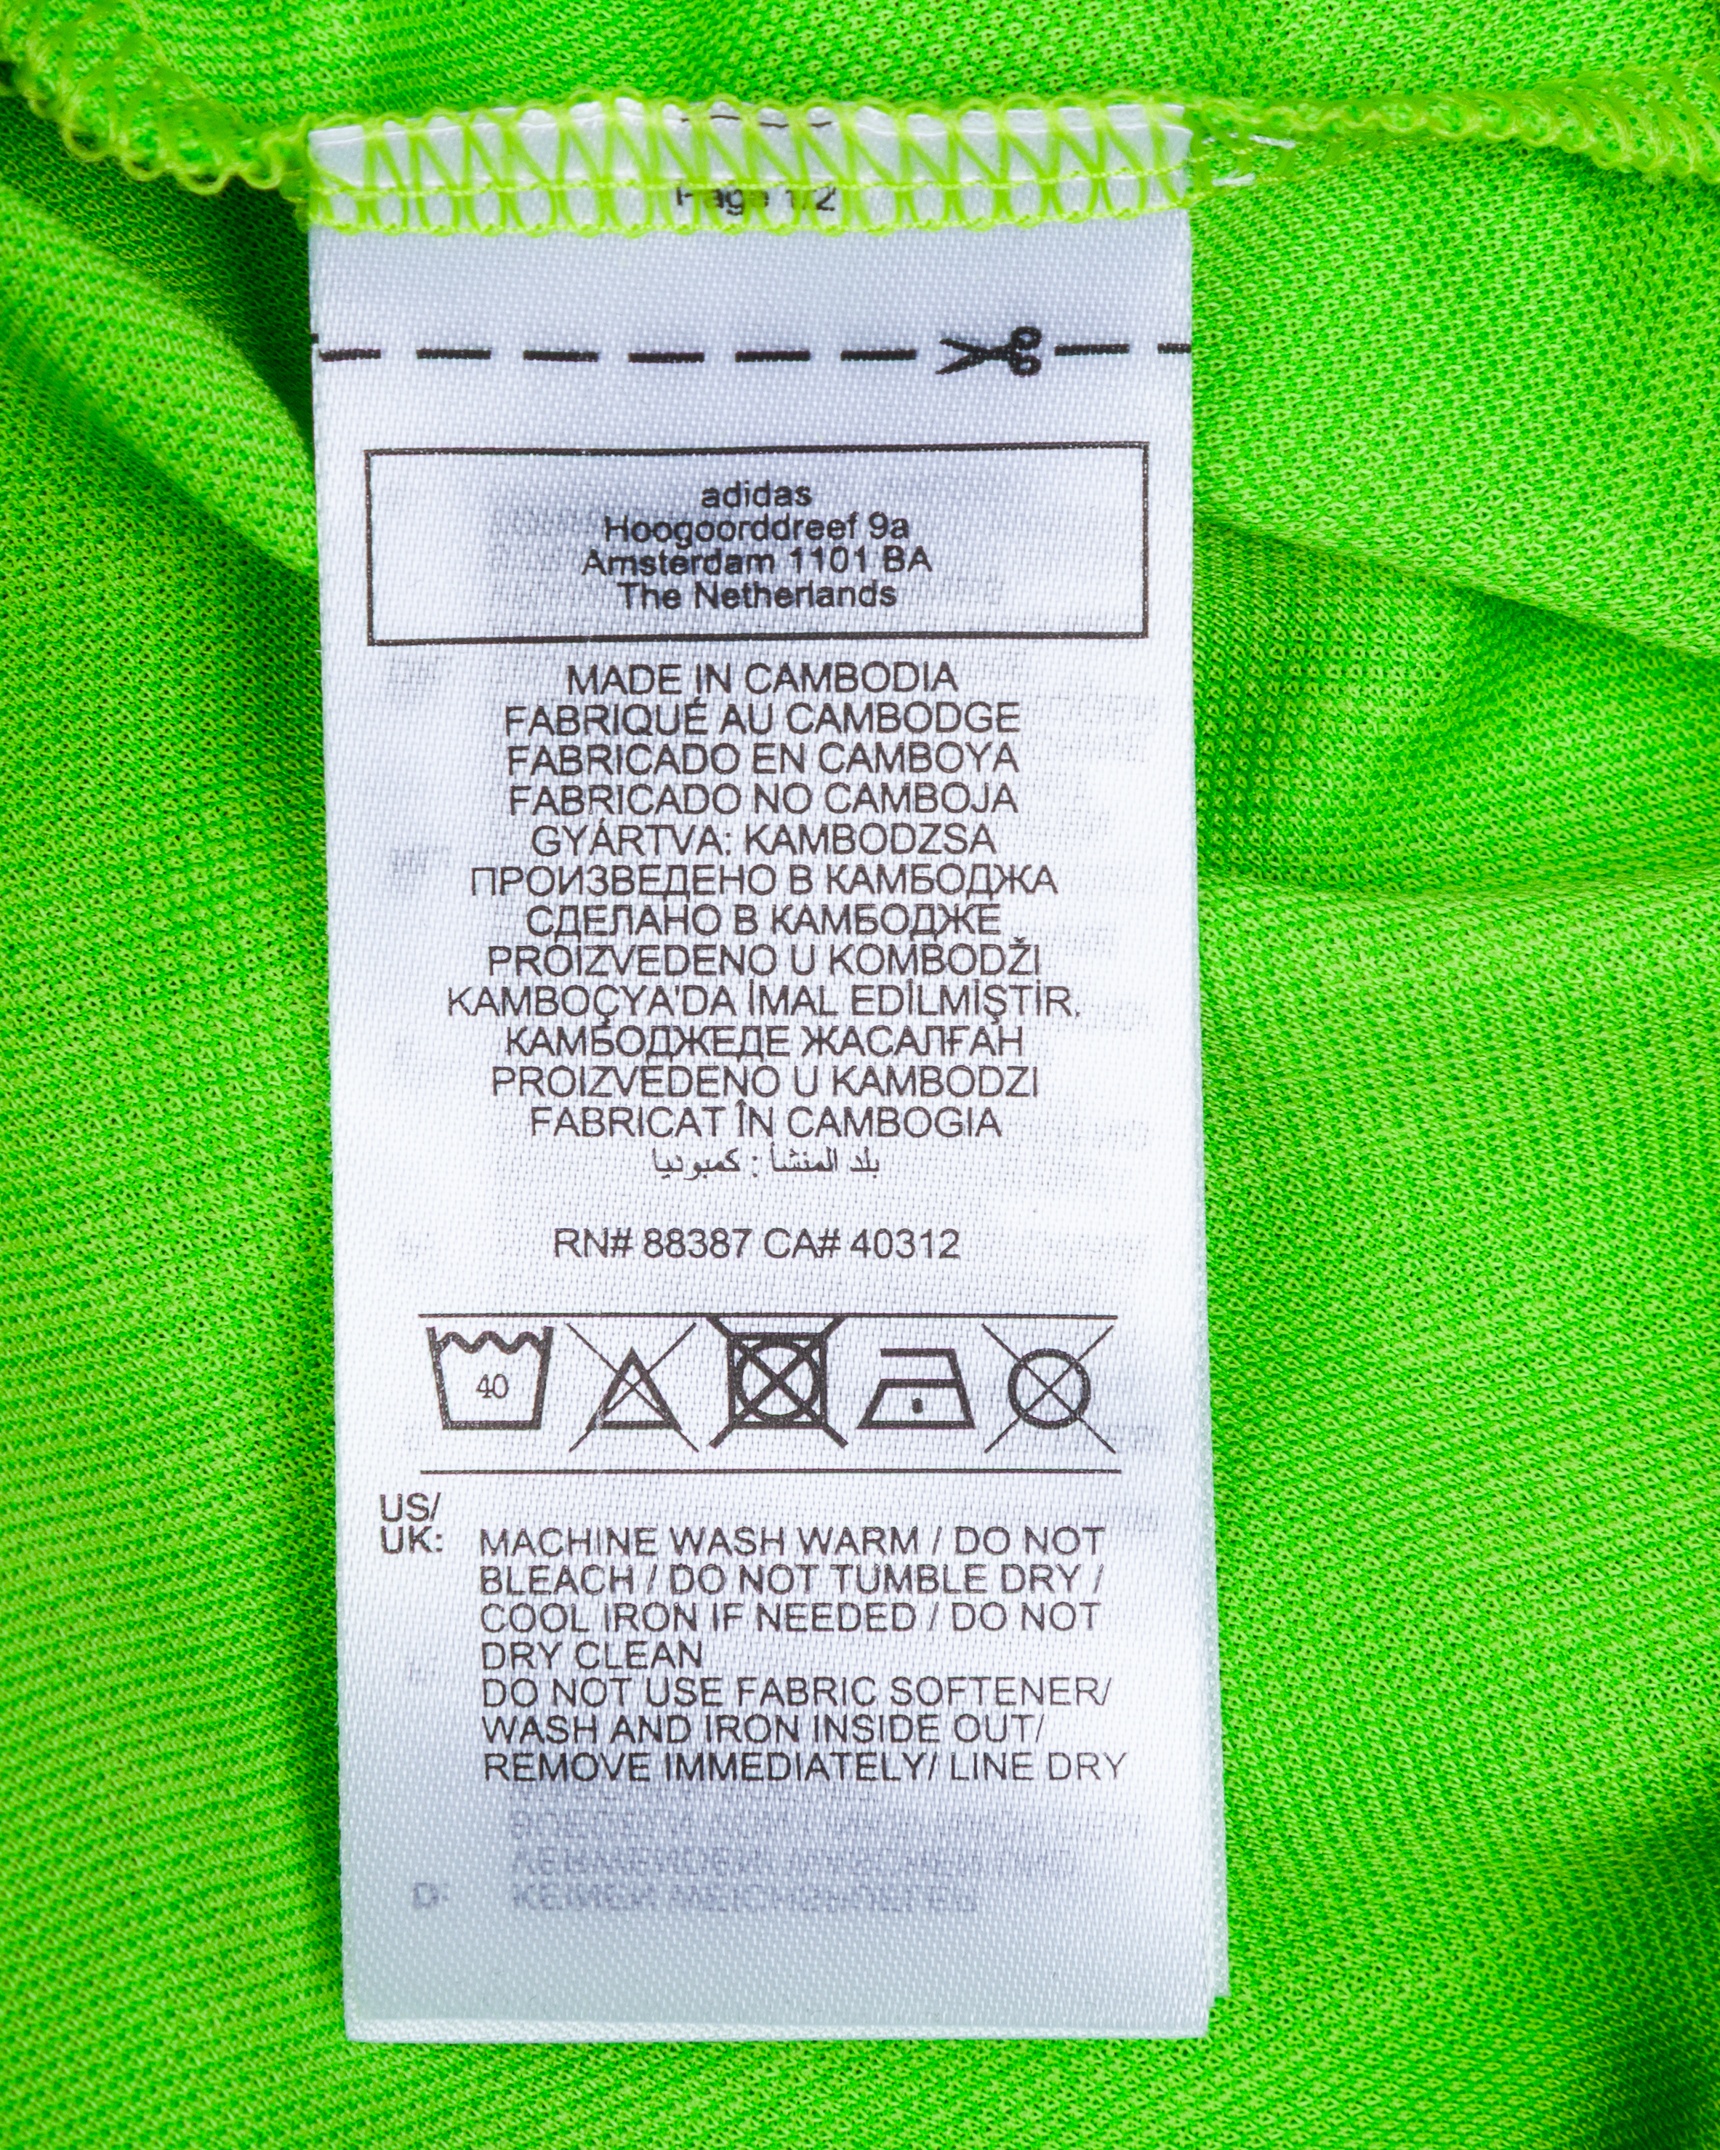 Page 1/2
adidas
Hoogoorddreef 9a
Amsterdam 1101 BA
The Netherlands
MADE IN CAMBODIA
FABRIQUÉ AU CAMBODGE
FABRICADO EN CAMBOYA
FABRICADO NO CAMBOJA
GYÁRTVA: KAMBODZSA
ПРОИЗВЕДЕНО В КАМБОДЖА
СДЕЛАНО В КАМБОДЖЕ
PROIZVEDENO U KOMBODŽI
KAMBOÇYA'DA İMAL EDİLMİŞTİR.
КАМБОДЖЕДЕ ЖАСАЛҒАН
PROIZVEDENO U KAMBODZI
FABRICAT ÎN CAMBOGIA
بلد المنشأ : كمبوديا
RN# 88387 CA# 40312
40
US/
UK: MACHINE WASH WARM / DO NOT
BLEACH / DO NOT TUMBLE DRY /
COOL IRON IF NEEDED / DO NOT
DRY CLEAN
DO NOT USE FABRIC SOFTENER/
WASH AND IRON INSIDE OUT/
REMOVE IMMEDIATELY/ LINE DRY